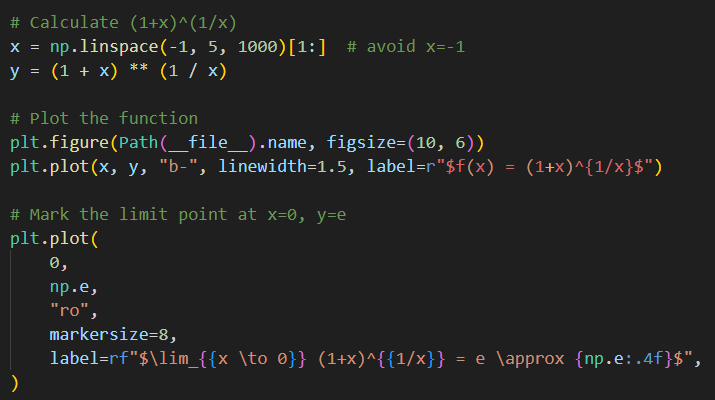 # Calculate (1+x)^(1/x)
x = np.linspace(-1, 5, 1000)[1:]  # avoid x=-1
y = (1 + x) ** (1 / x)

# Plot the function
plt.figure(Path(__file__).name, figsize=(10, 6))
plt.plot(x, y, "b-", linewidth=1.5, label=r"$f(x) = (1+x)^{1/x}$")

# Mark the limit point at x=0, y=e
plt.plot(
    0,
    np.e,
    "ro",
    markersize=8,
    label=rf"$\lim_{{x \to 0}} (1+x)^{{1/x}} = e \approx {np.e:.4f}$",
)